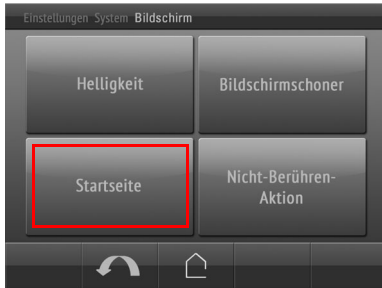 Einstellungen System Bildschirm
Helligkeit
Bildschirmschoner
Startseite
Nicht-Berühren-
Aktion